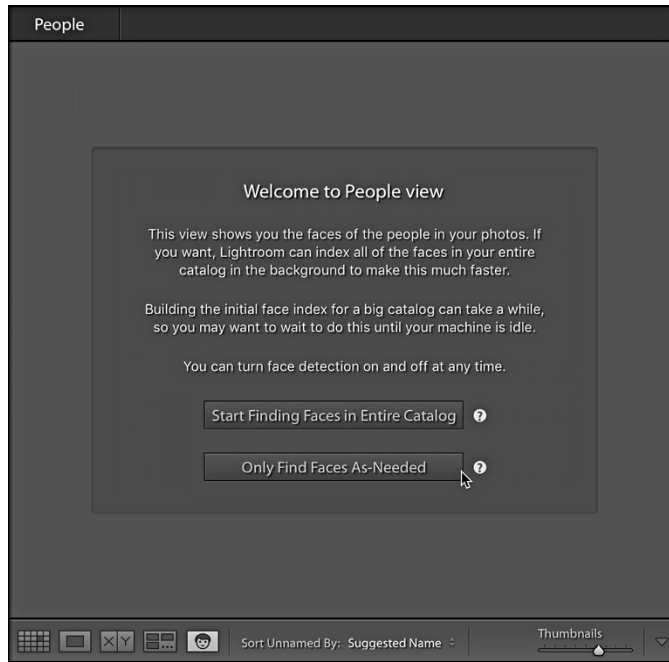 People
Welcome to People view
This view shows you the faces of the people in your photos. If
you want, Lightroom can index all of the faces in your entire
catalog in the background to make this much faster.
Building the initial face index for a big catalog can take a while,
so you may want to wait to do this until your machine is idle.
You can turn face detection on and off at any time.
Start Finding Faces in Entire Catalog ?
Only Find Faces As-Needed ?
X Y Sort Unnamed By: Suggested Name Thumbnails